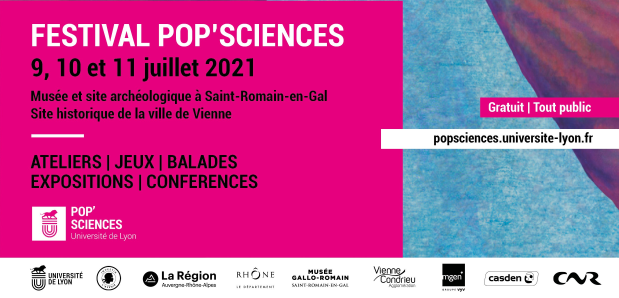 FESTIVAL POP'SCIENCES
9, 10 et 11 juillet 2021
Musée et site archéologique à Saint-Romain-en-Gal
Site historique de la ville de Vienne
ATELIERS | JEUX | BALADES
EXPOSITIONS | CONFERENCES
Gratuit | Tout public
popsciences.universite-lyon.fr
POP'
SCIENCES
Université de Lyon
UNIVERSITÉ
DE LYON
La Région
Auvergne-Rhône-Alpes
RHÔNE
LE DÉPARTEMENT
MUSÉE
GALLO-ROMAIN
SAINT-ROMAIN-EN-GAL
Vienne
Condrieu
Agglomération
mgen
GROUPE vyv
casden
CNR